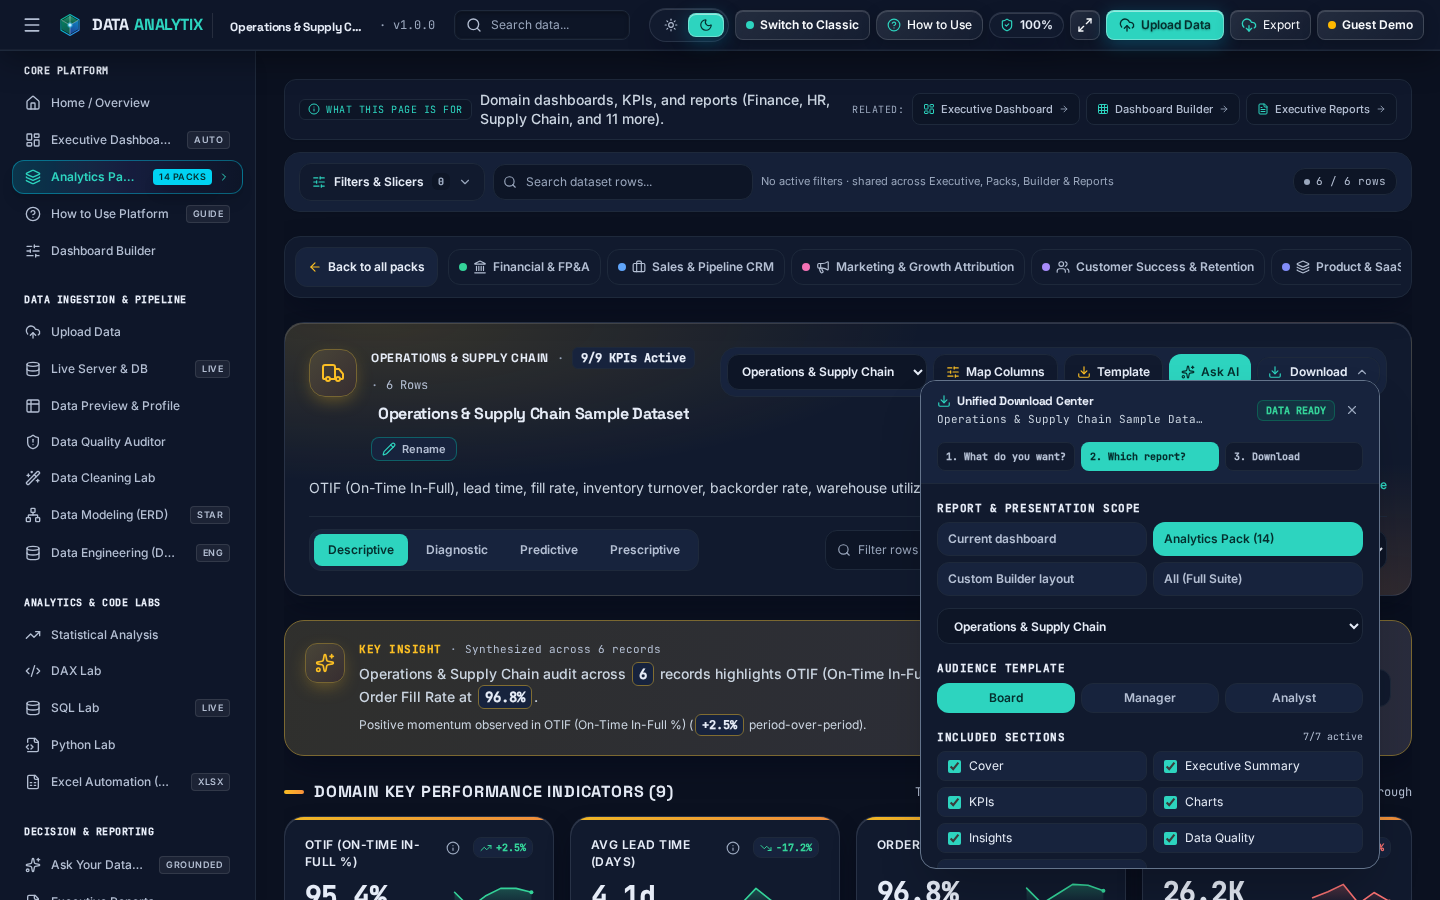 DATA ANALYTIX
Operations & Supply C...
· v1.0.0
Search data...
Switch to Classic
How to Use
100%
Upload Data
Export
Guest Demo
CORE PLATFORM
Home / Overview
Executive Dashboa... AUTO
Analytics Pa... 14 PACKS
How to Use Platform GUIDE
Dashboard Builder
DATA INGESTION & PIPELINE
Upload Data
Live Server & DB LIVE
Data Preview & Profile
Data Quality Auditor
Data Cleaning Lab
Data Modeling (ERD) STAR
Data Engineering (D... ENG
ANALYTICS & CODE LABS
Statistical Analysis
DAX Lab
SQL Lab LIVE
Python Lab
Excel Automation (... XLSX
DECISION & REPORTING
Ask Your Data... GROUNDED
Executive Reports
WHAT THIS PAGE IS FOR
Domain dashboards, KPIs, and reports (Finance, HR,
Supply Chain, and 11 more).
RELATED:
Executive Dashboard →
Dashboard Builder →
Executive Reports →
Filters & Slicers 0
Search dataset rows...
No active filters · shared across Executive, Packs, Builder & Reports
6 / 6 rows
← Back to all packs
Financial & FP&A
Sales & Pipeline CRM
Marketing & Growth Attribution
Customer Success & Retention
Product & SaaS
OPERATIONS & SUPPLY CHAIN · 9/9 KPIs Active
· 6 Rows
Operations & Supply Chain Sample Dataset
Rename
Operations & Supply Chain
Map Columns
Template
Ask AI
Download
OTIF (On-Time In-Full), lead time, fill rate, inventory turnover, backorder rate, warehouse utiliz
e
Descriptive
Diagnostic
Predictive
Prescriptive
Filter rows
KEY INSIGHT · Synthesized across 6 records
Operations & Supply Chain audit across 6 records highlights OTIF (On-Time In-Fu
Order Fill Rate at 96.8%.
Positive momentum observed in OTIF (On-Time In-Full %) (+2.5% period-over-period).
DOMAIN KEY PERFORMANCE INDICATORS (9)
T
rough
OTIF (ON-TIME IN-
FULL %)
+2.5%
95.4%
AVG LEAD TIME
(DAYS)
-17.2%
4.1d
ORDER
96.8%
%
26.2K
Unified Download Center
Operations & Supply Chain Sample Data…
DATA READY
1. What do you want?
2. Which report?
3. Download
REPORT & PRESENTATION SCOPE
Current dashboard
Analytics Pack (14)
Custom Builder layout
All (Full Suite)
Operations & Supply Chain
AUDIENCE TEMPLATE
Board
Manager
Analyst
INCLUDED SECTIONS
7/7 active
Cover
Executive Summary
KPIs
Charts
Insights
Data Quality